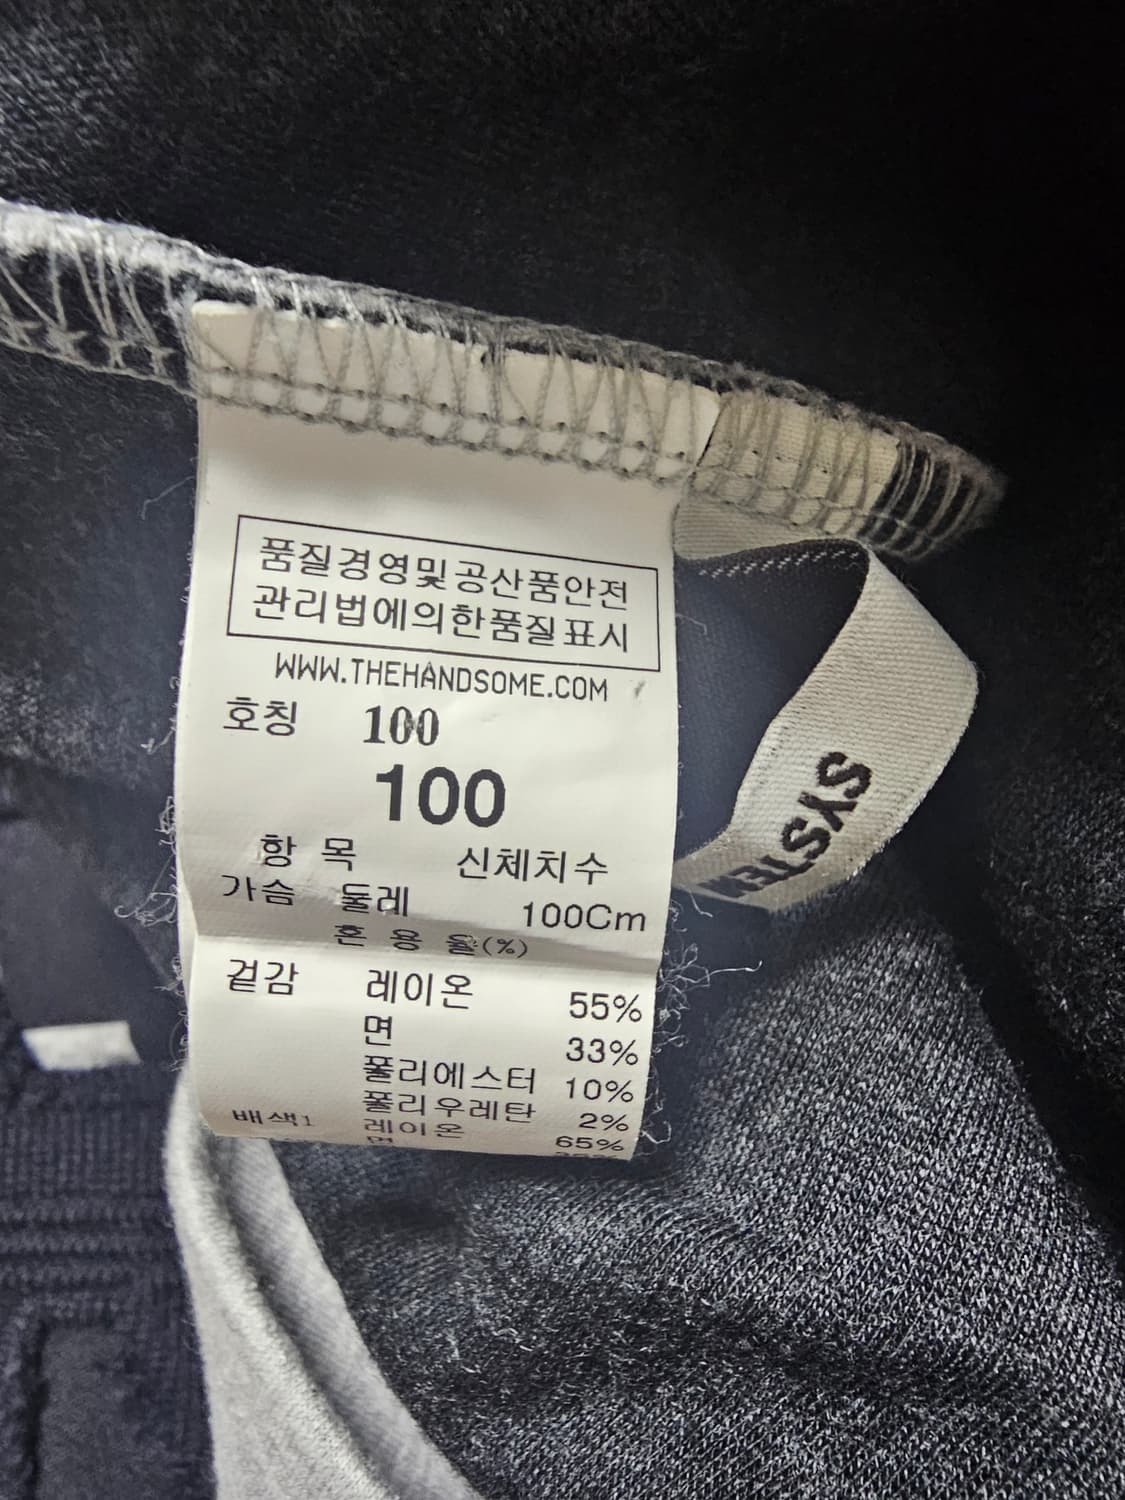 품질경영및공산품안전
관리법에의한품질표시
WWW.THEHANDSOME.COM
호칭 100
100
항 목 신체치수
가슴 둘레 100Cm
혼 용 율(%)
겉감 레이온 55%
면 33%
폴리에스터 10%
폴리우레탄 2%
배색1 레이온 65%
면
SYSTEM